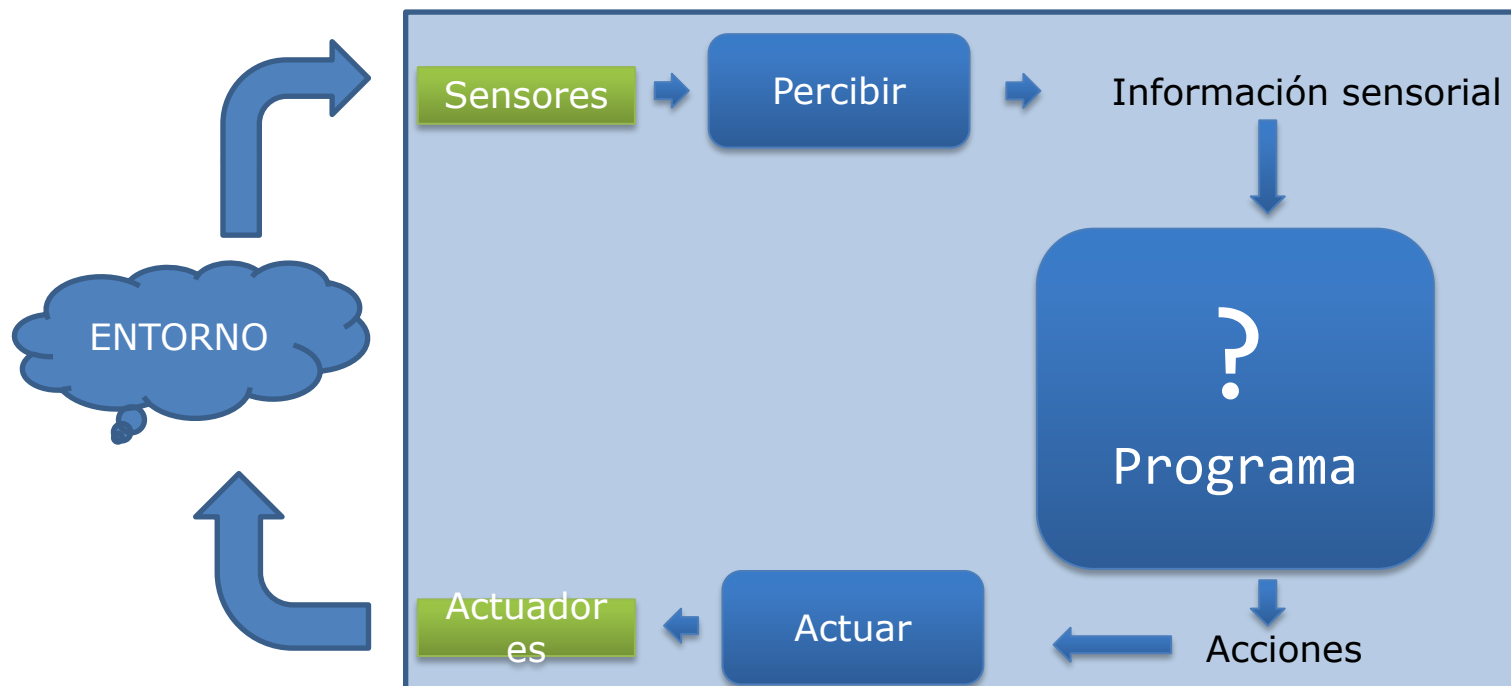 Sensores
Percibir
Información sensorial
ENTORNO
?
Programa
Actuador
es
Actuar
Acciones